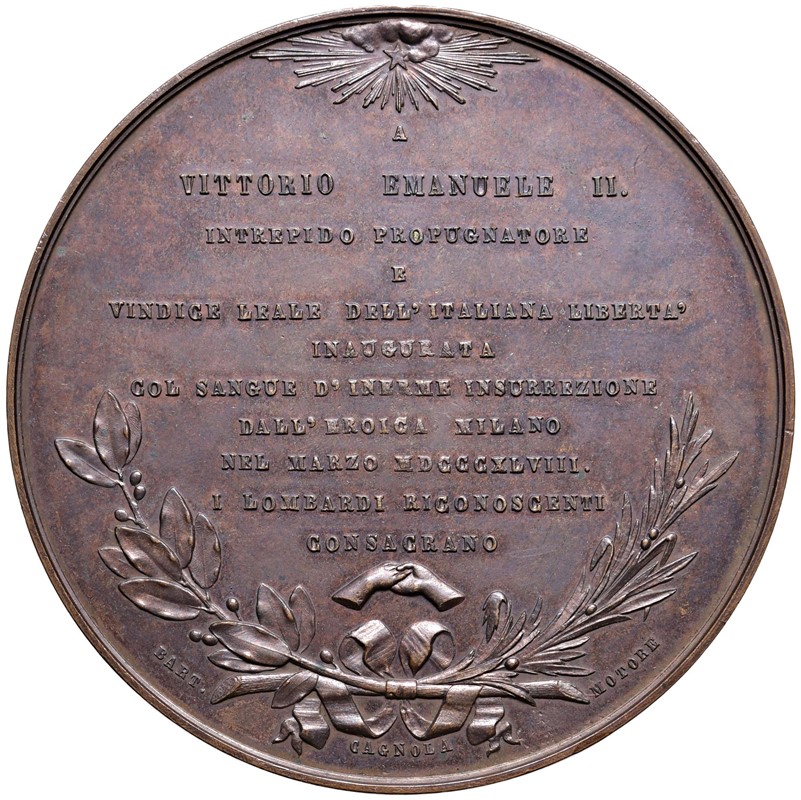 A
VITTORIO EMANUELE II.
INTREPIDO PROPUGNATORE
E
VINDICE LEALE DELL'ITALIANA LIBERTA'
INAUGURATA
COL SANGUE D'INERME INSURREZIONE
DALL'EROICA MILANO
NEL MARZO MDCCCXLVIII.
I LOMBARDI RICONOSCENTI
CONSAGRANO
BART. CAGNOLA MOTORE